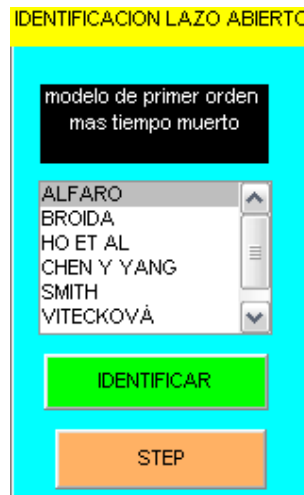 IDENTIFICACION LAZO ABIERTO
modelo de primer orden
mas tiempo muerto
ALFARO
BROIDA
HO ET AL
CHEN Y YANG
SMITH
VITECKOVÁ
IDENTIFICAR
STEP